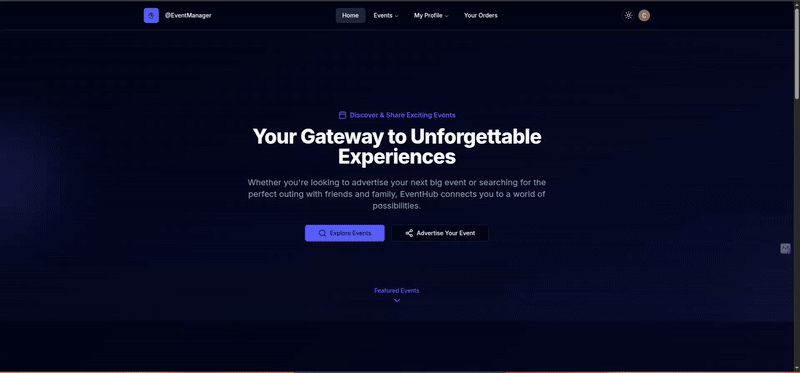 @EventManager
Home
Events
My Profile
Your Orders
C
Discover & Share Exciting Events
Your Gateway to Unforgettable
Experiences
Whether you're looking to advertise your next big event or searching for the
perfect outing with friends and family, EventHub connects you to a world of
possibilities.
Explore Events
Advertise Your Event
Featured Events